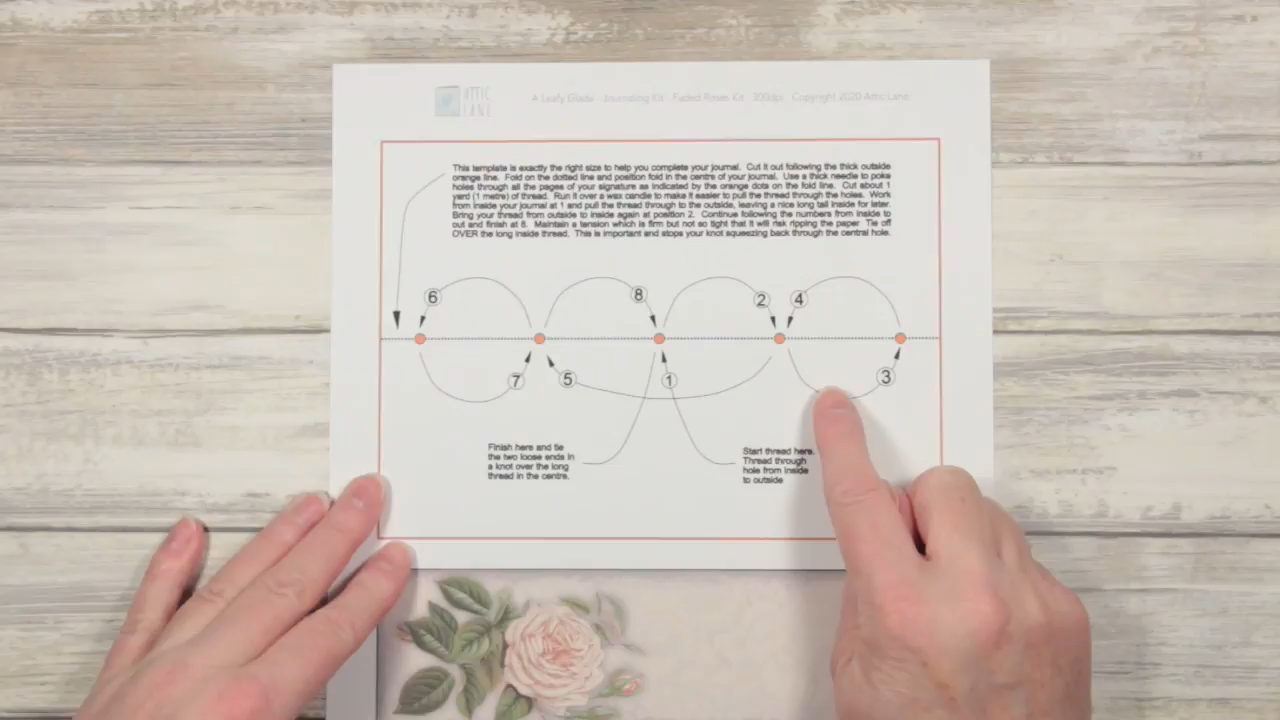 ATTIC
LANE
A Leafy Glade - Journaling Kit - Faded Roses Kit - 300dpi - Copyright 2020 Attic Lane
This template is exactly the right size to help you complete your journal. Cut it out following the thick outside
orange line. Fold on the dotted line and position fold in the centre of your journal. Use a thick needle to poke
holes through all the pages of your signature as indicated by the orange dots on the fold line. Cut about 1
yard (1 metre) of thread. Run it over a wax candle to make it easier to pull the thread through the holes. Work
from inside your journal at 1 and pull the thread through to the outside, leaving a nice long tail inside for later.
Bring your thread from outside to inside again at position 2. Continue following the numbers from inside to
out and finish at 8. Maintain a tension which is firm but not so tight that it will risk ripping the paper. Tie off
OVER the long inside thread. This is important and stops your knot squeezing back through the central hole.
6
8
2
4
7
5
1
3
Finish here and tie
the two loose ends in
a knot over the long
thread in the centre.
Start thread here.
Thread through
hole from inside
to outside